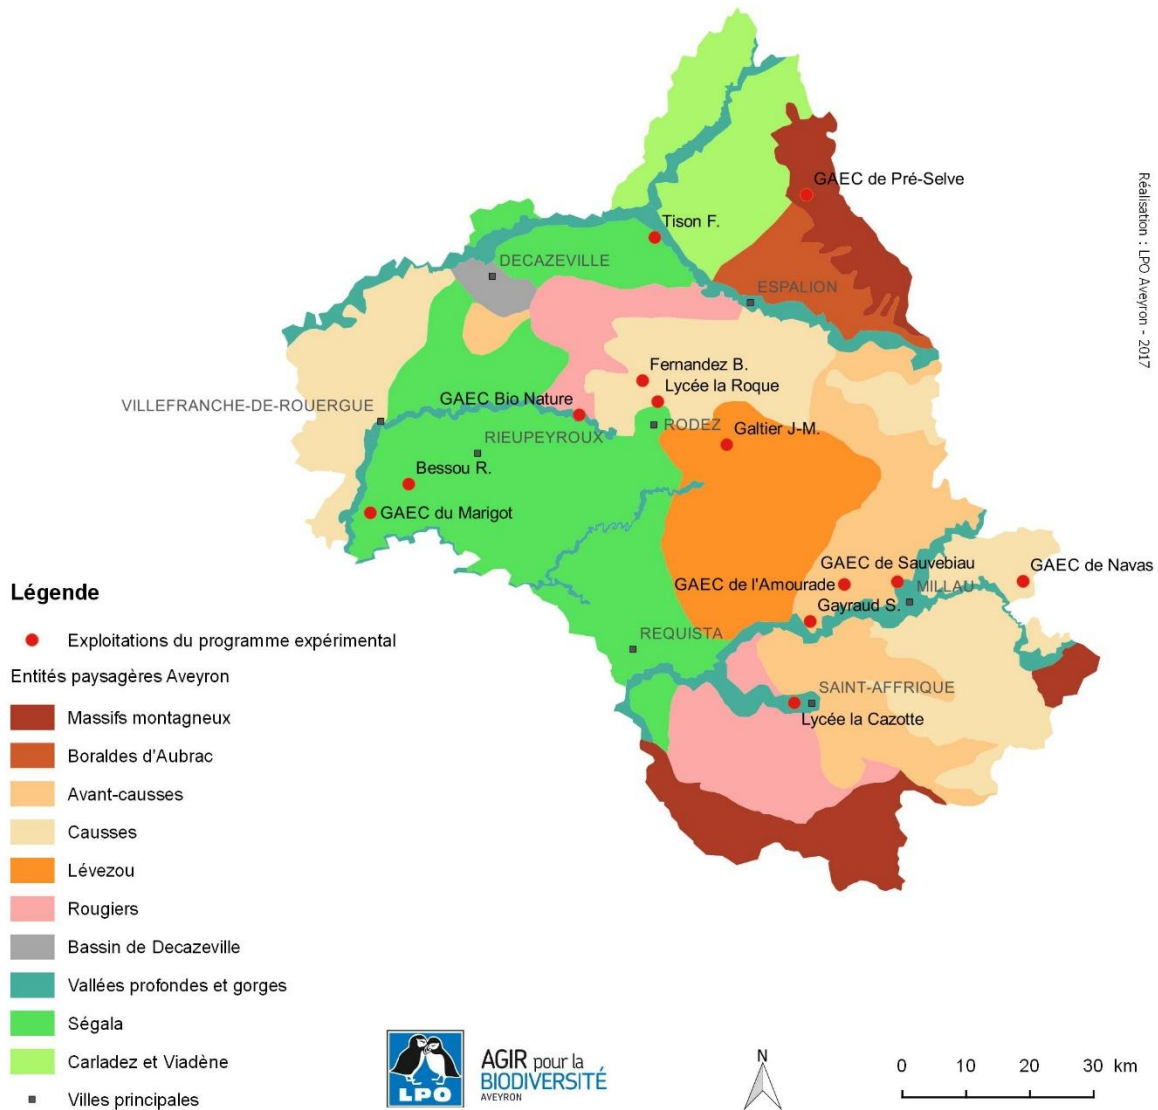 GAEC de Pré-Selve
Tison F.
DECAZEVILLE
ESPALION
Fernandez B.
Lycée la Roque
VILLEFRANCHE-DE-ROUERGUE
GAEC Bio Nature
RODEZ
Galtier J-M.
RIEUPEYROUX
Bessou R.
GAEC du Marigot
GAEC de Sauvebiau
GAEC de Navas
GAEC de l'Amourade
MILLAU
Gayraud S.
REQUISTA
SAINT-AFFRIQUE
Lycée la Cazotte
Réalisation : LPO Aveyron - 2017
Légende
Exploitations du programme expérimental
Entités paysagères Aveyron
Massifs montagneux
Boraldes d'Aubrac
Avant-causses
Causses
Lévezou
Rougiers
Bassin de Decazeville
Vallées profondes et gorges
Ségala
Carladez et Viadène
Villes principales
LPO
AGIR pour la
BIODIVERSITÉ
AVEYRON
N
0 10 20 30 km